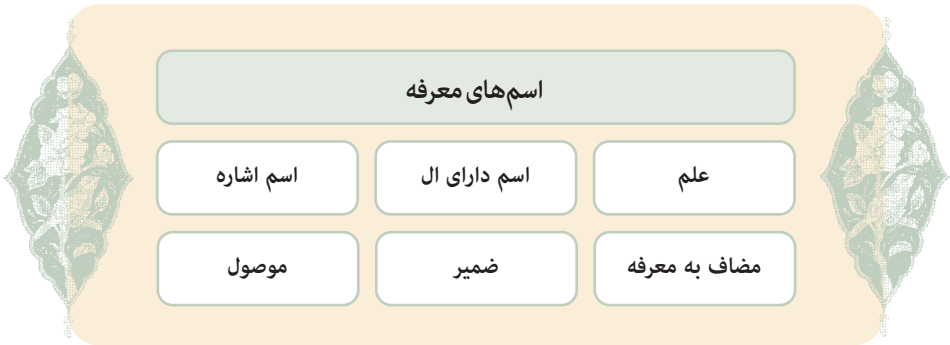 اسم‌های معرفه
علم
اسم دارای ال
اسم اشاره
مضاف به معرفه
ضمیر
موصول